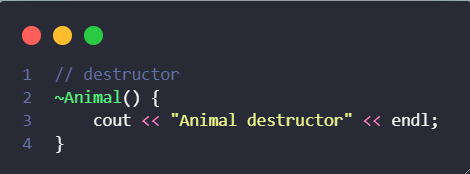 1 // destructor
2 ~Animal() {
3     cout << "Animal destructor" << endl;
4 }